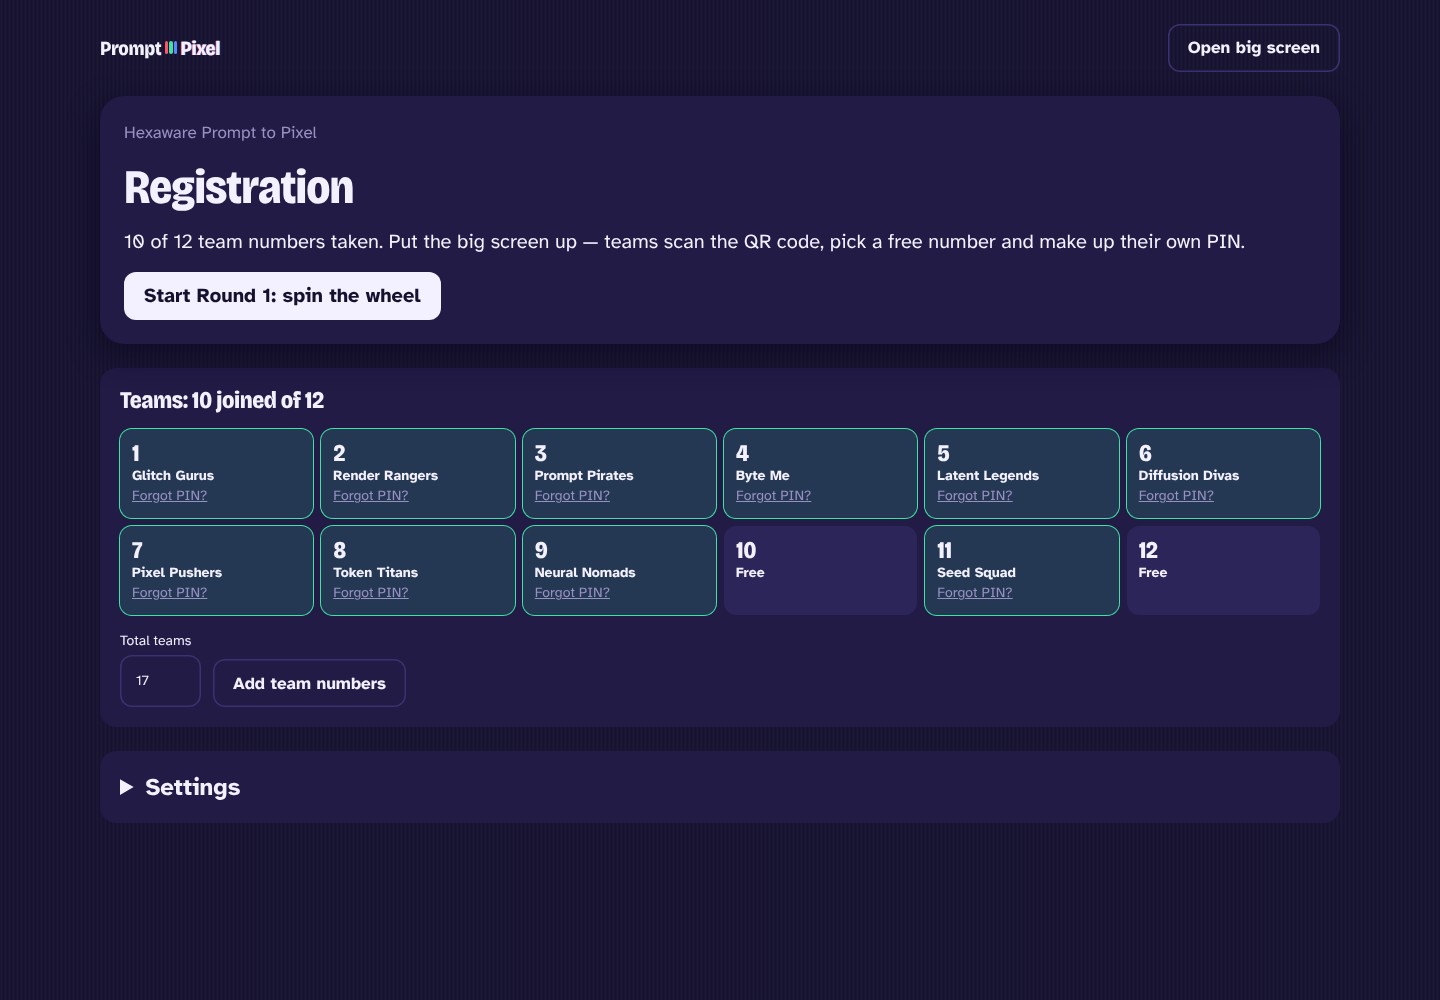 Prompt Pixel
Open big screen
Hexaware Prompt to Pixel
Registration
10 of 12 team numbers taken. Put the big screen up — teams scan the QR code, pick a free number and make up their own PIN.
Start Round 1: spin the wheel
Teams: 10 joined of 12
1
Glitch Gurus
Forgot PIN?
2
Render Rangers
Forgot PIN?
3
Prompt Pirates
Forgot PIN?
4
Byte Me
Forgot PIN?
5
Latent Legends
Forgot PIN?
6
Diffusion Divas
Forgot PIN?
7
Pixel Pushers
Forgot PIN?
8
Token Titans
Forgot PIN?
9
Neural Nomads
Forgot PIN?
10
Free
11
Seed Squad
Forgot PIN?
12
Free
Total teams
17
Add team numbers
Settings